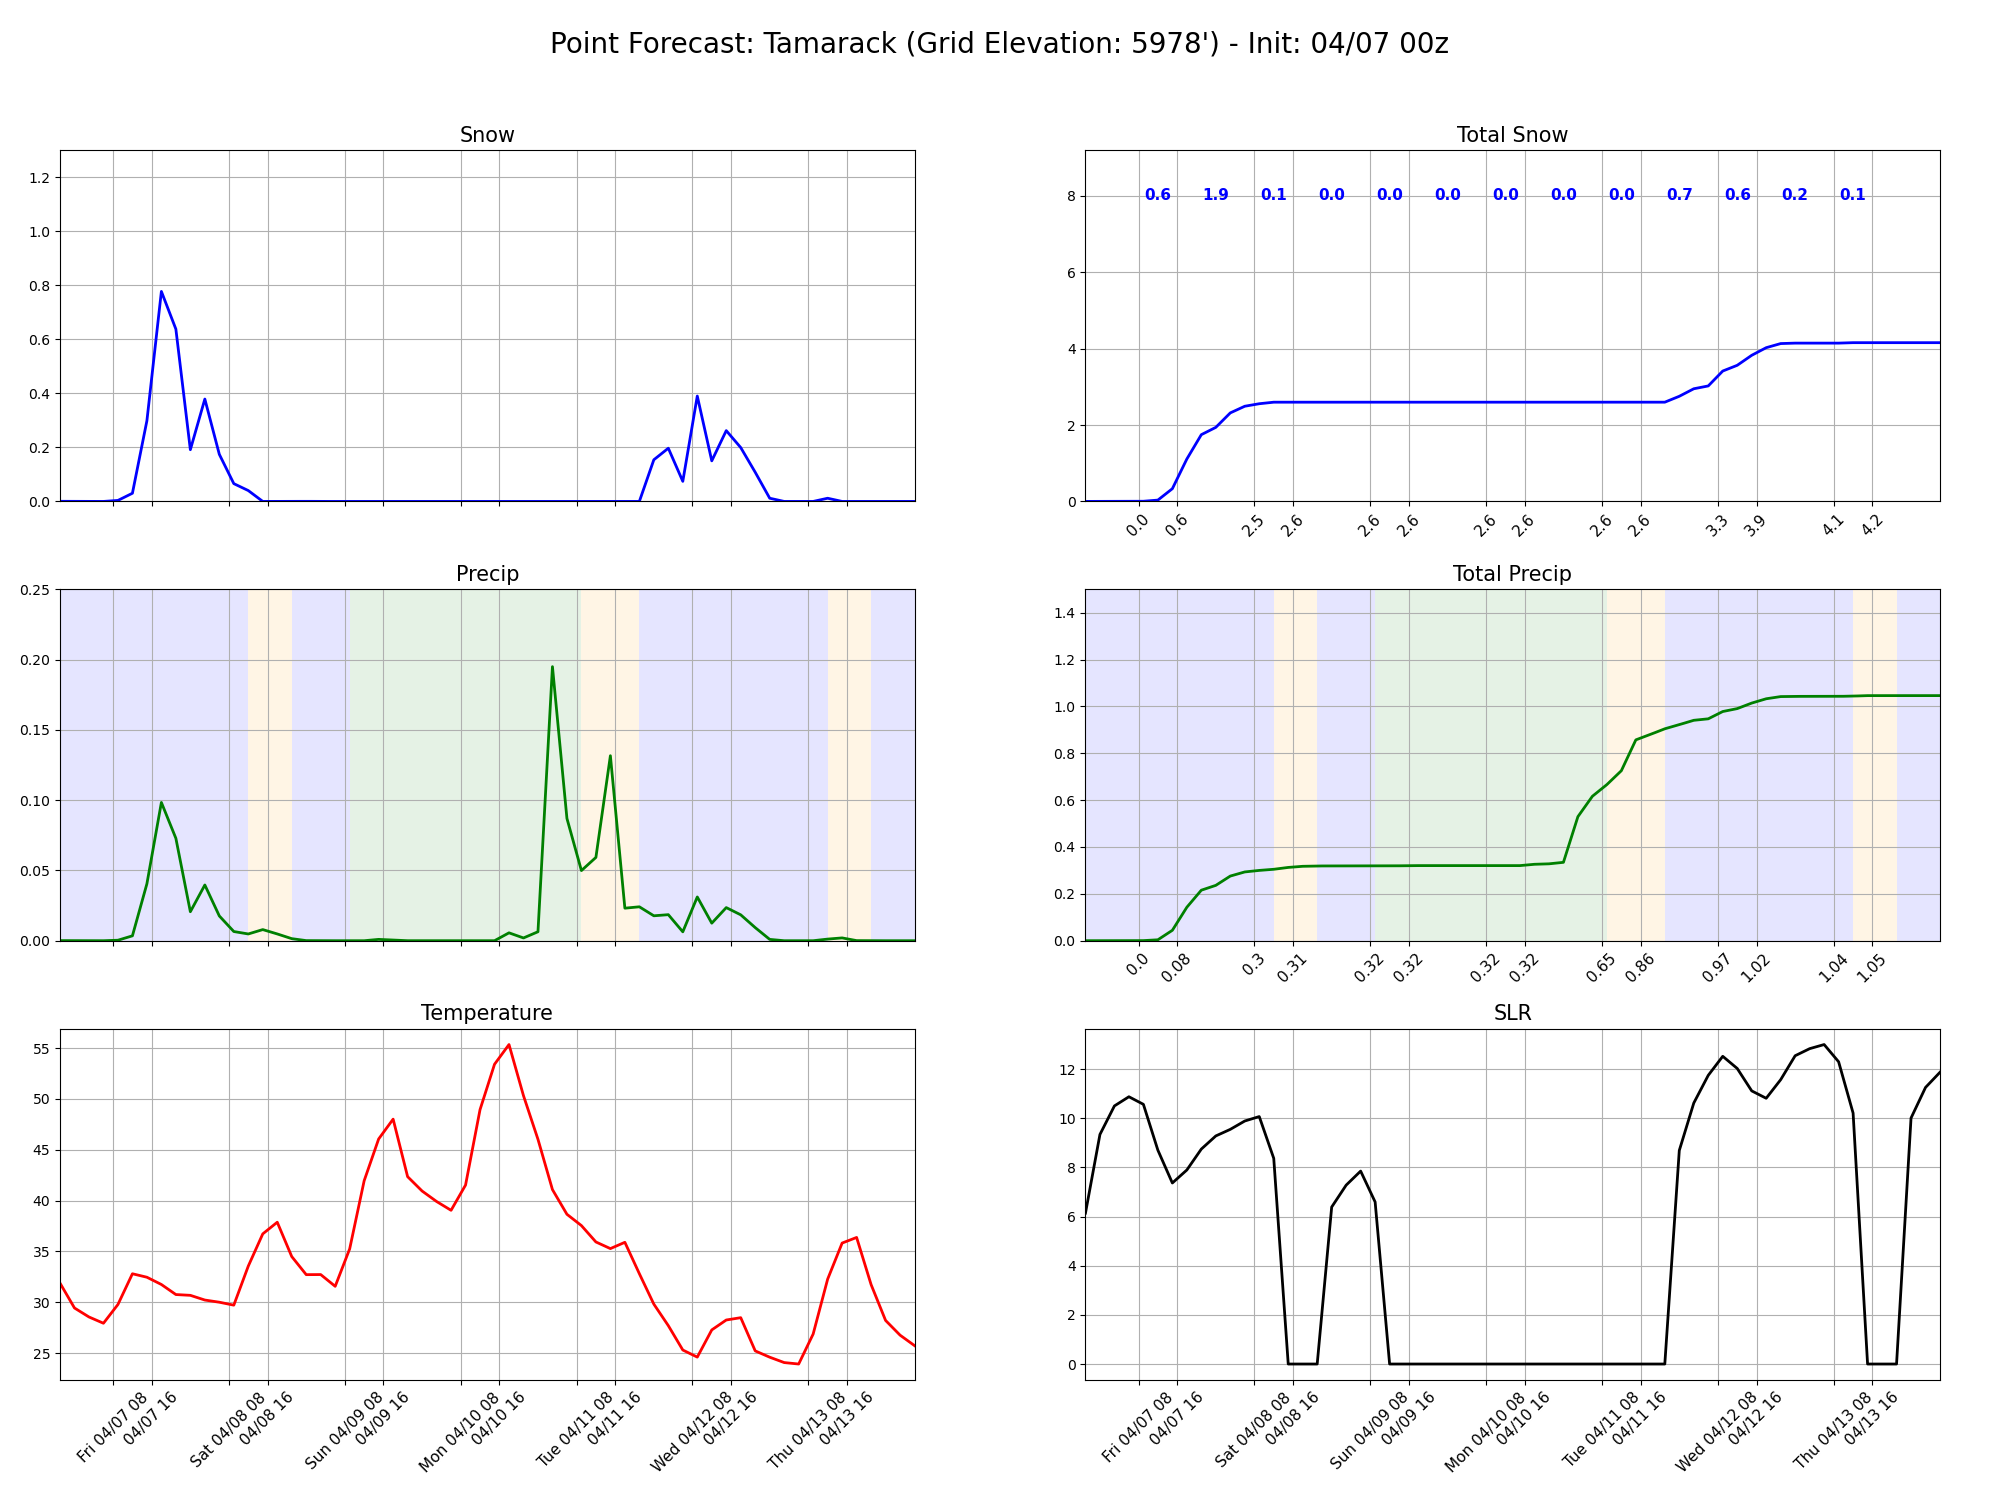 Point Forecast: Tamarack (Grid Elevation: 5978') - Init: 04/07 00z
Snow
1.2
1.0
0.8
0.6
0.4
0.2
0.0
Total Snow
0.6 1.9 0.1 0.0 0.0 0.0 0.0 0.0 0.0 0.7 0.6 0.2 0.1
8
6
4
2
0
0.0 0.6 2.5 2.6 2.6 2.6 2.6 2.6 2.6 2.6 3.3 3.9 4.1 4.2
Precip
0.25
0.20
0.15
0.10
0.05
0.00
Total Precip
1.4
1.2
1.0
0.8
0.6
0.4
0.2
0.0
0.0 0.08 0.3 0.31 0.32 0.32 0.32 0.32 0.65 0.86 0.97 1.02 1.04 1.05
Temperature
55
50
45
40
35
30
25
Fri 04/07 08
04/07 16
Sat 04/08 08
04/08 16
Sun 04/09 08
04/09 16
Mon 04/10 08
04/10 16
Tue 04/11 08
04/11 16
Wed 04/12 08
04/12 16
Thu 04/13 08
04/13 16
SLR
12
10
8
6
4
2
0
Fri 04/07 08
04/07 16
Sat 04/08 08
04/08 16
Sun 04/09 08
04/09 16
Mon 04/10 08
04/10 16
Tue 04/11 08
04/11 16
Wed 04/12 08
04/12 16
Thu 04/13 08
04/13 16